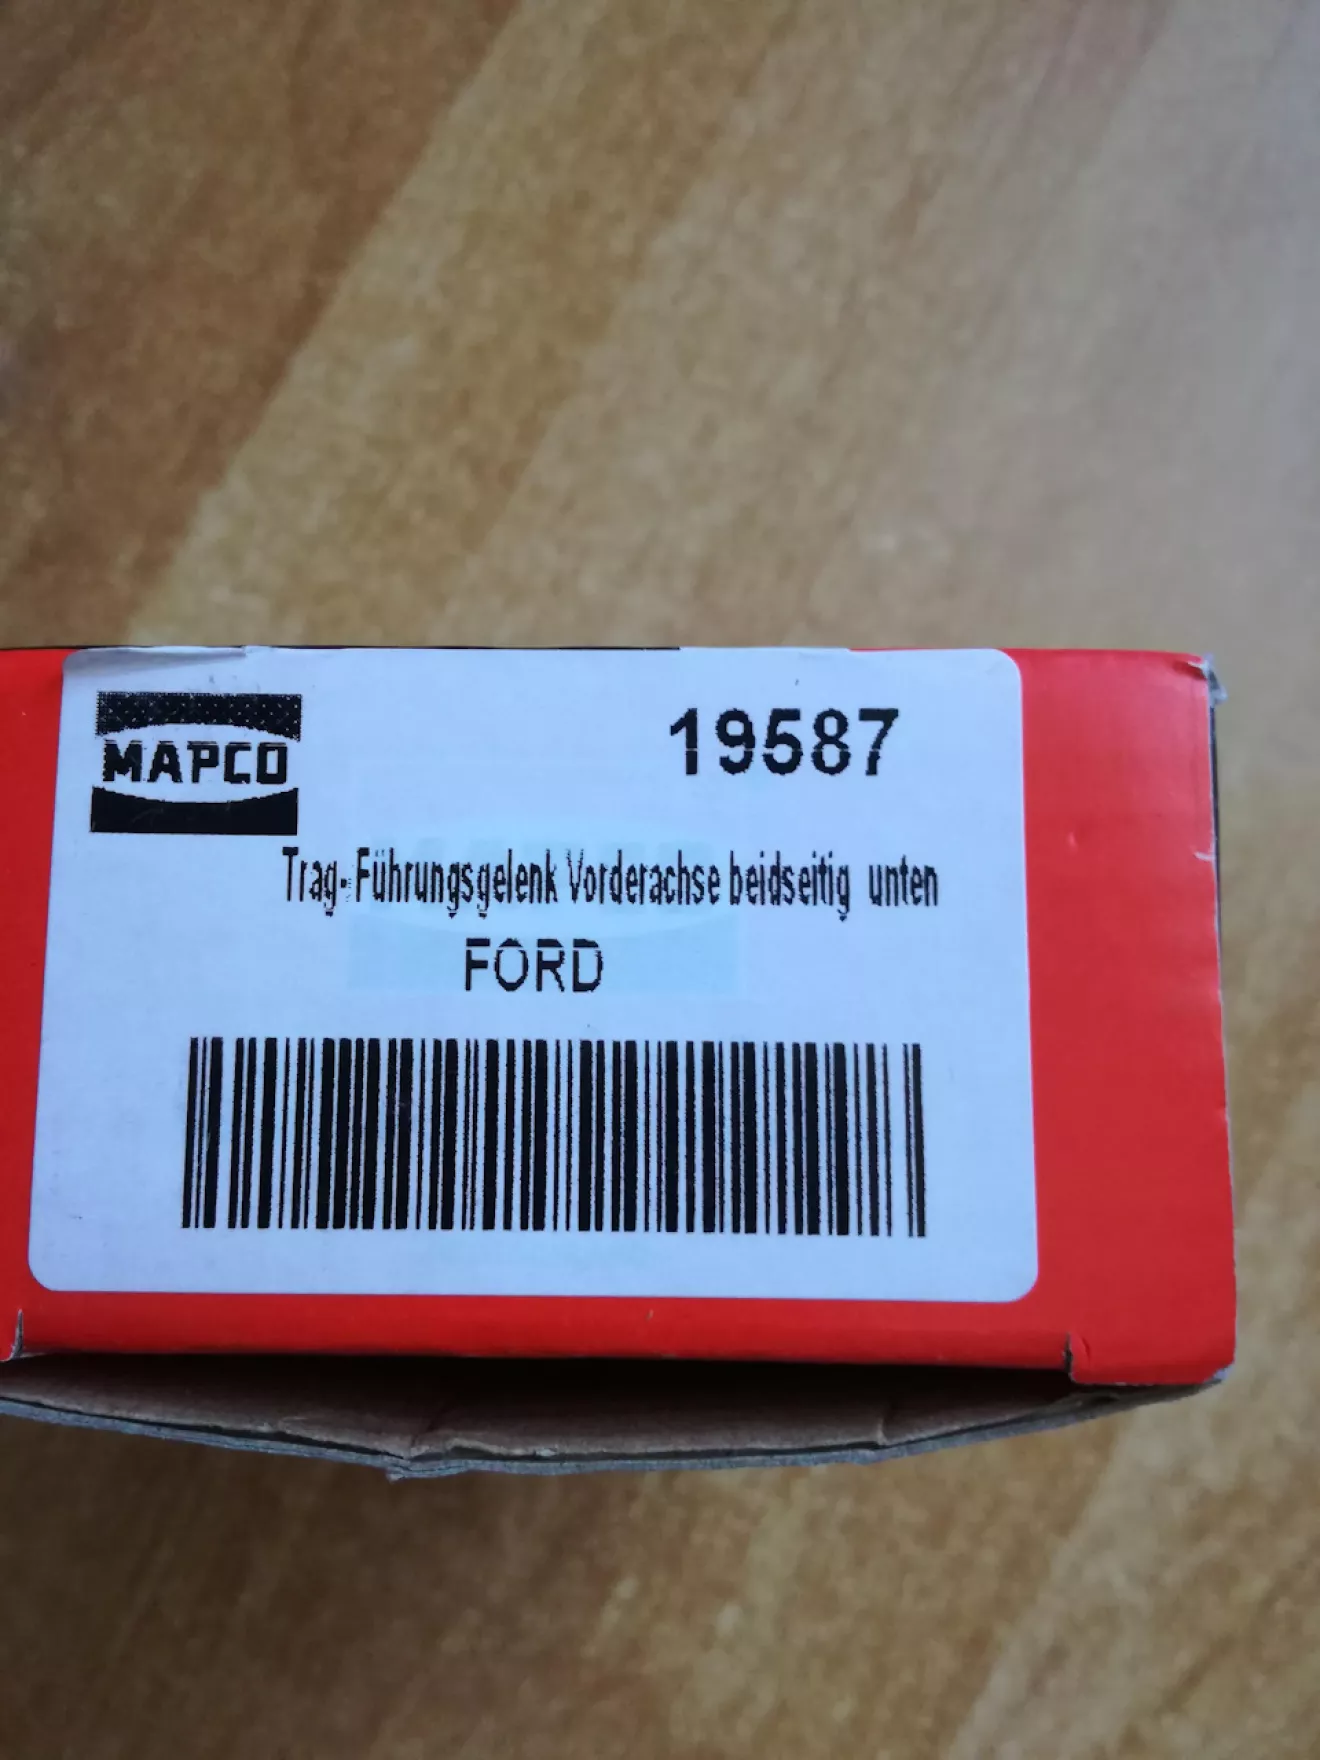 MAPCO
19587
Trag-Führungsgelenk Vorderachse beidseitig unten
FORD